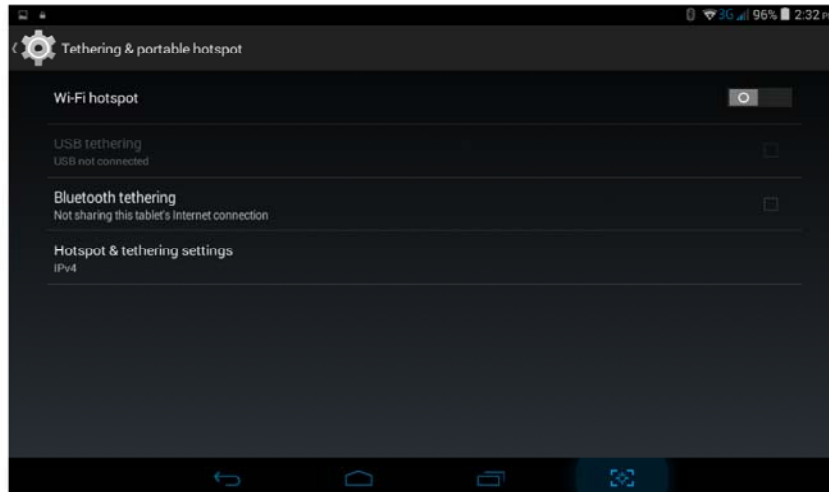 3G 96% 2:32 P
Tethering & portable hotspot
Wi-Fi hotspot
USB tethering
USB not connected
Bluetooth tethering
Not sharing this tablet's Internet connection
Hotspot & tethering settings
IPv4